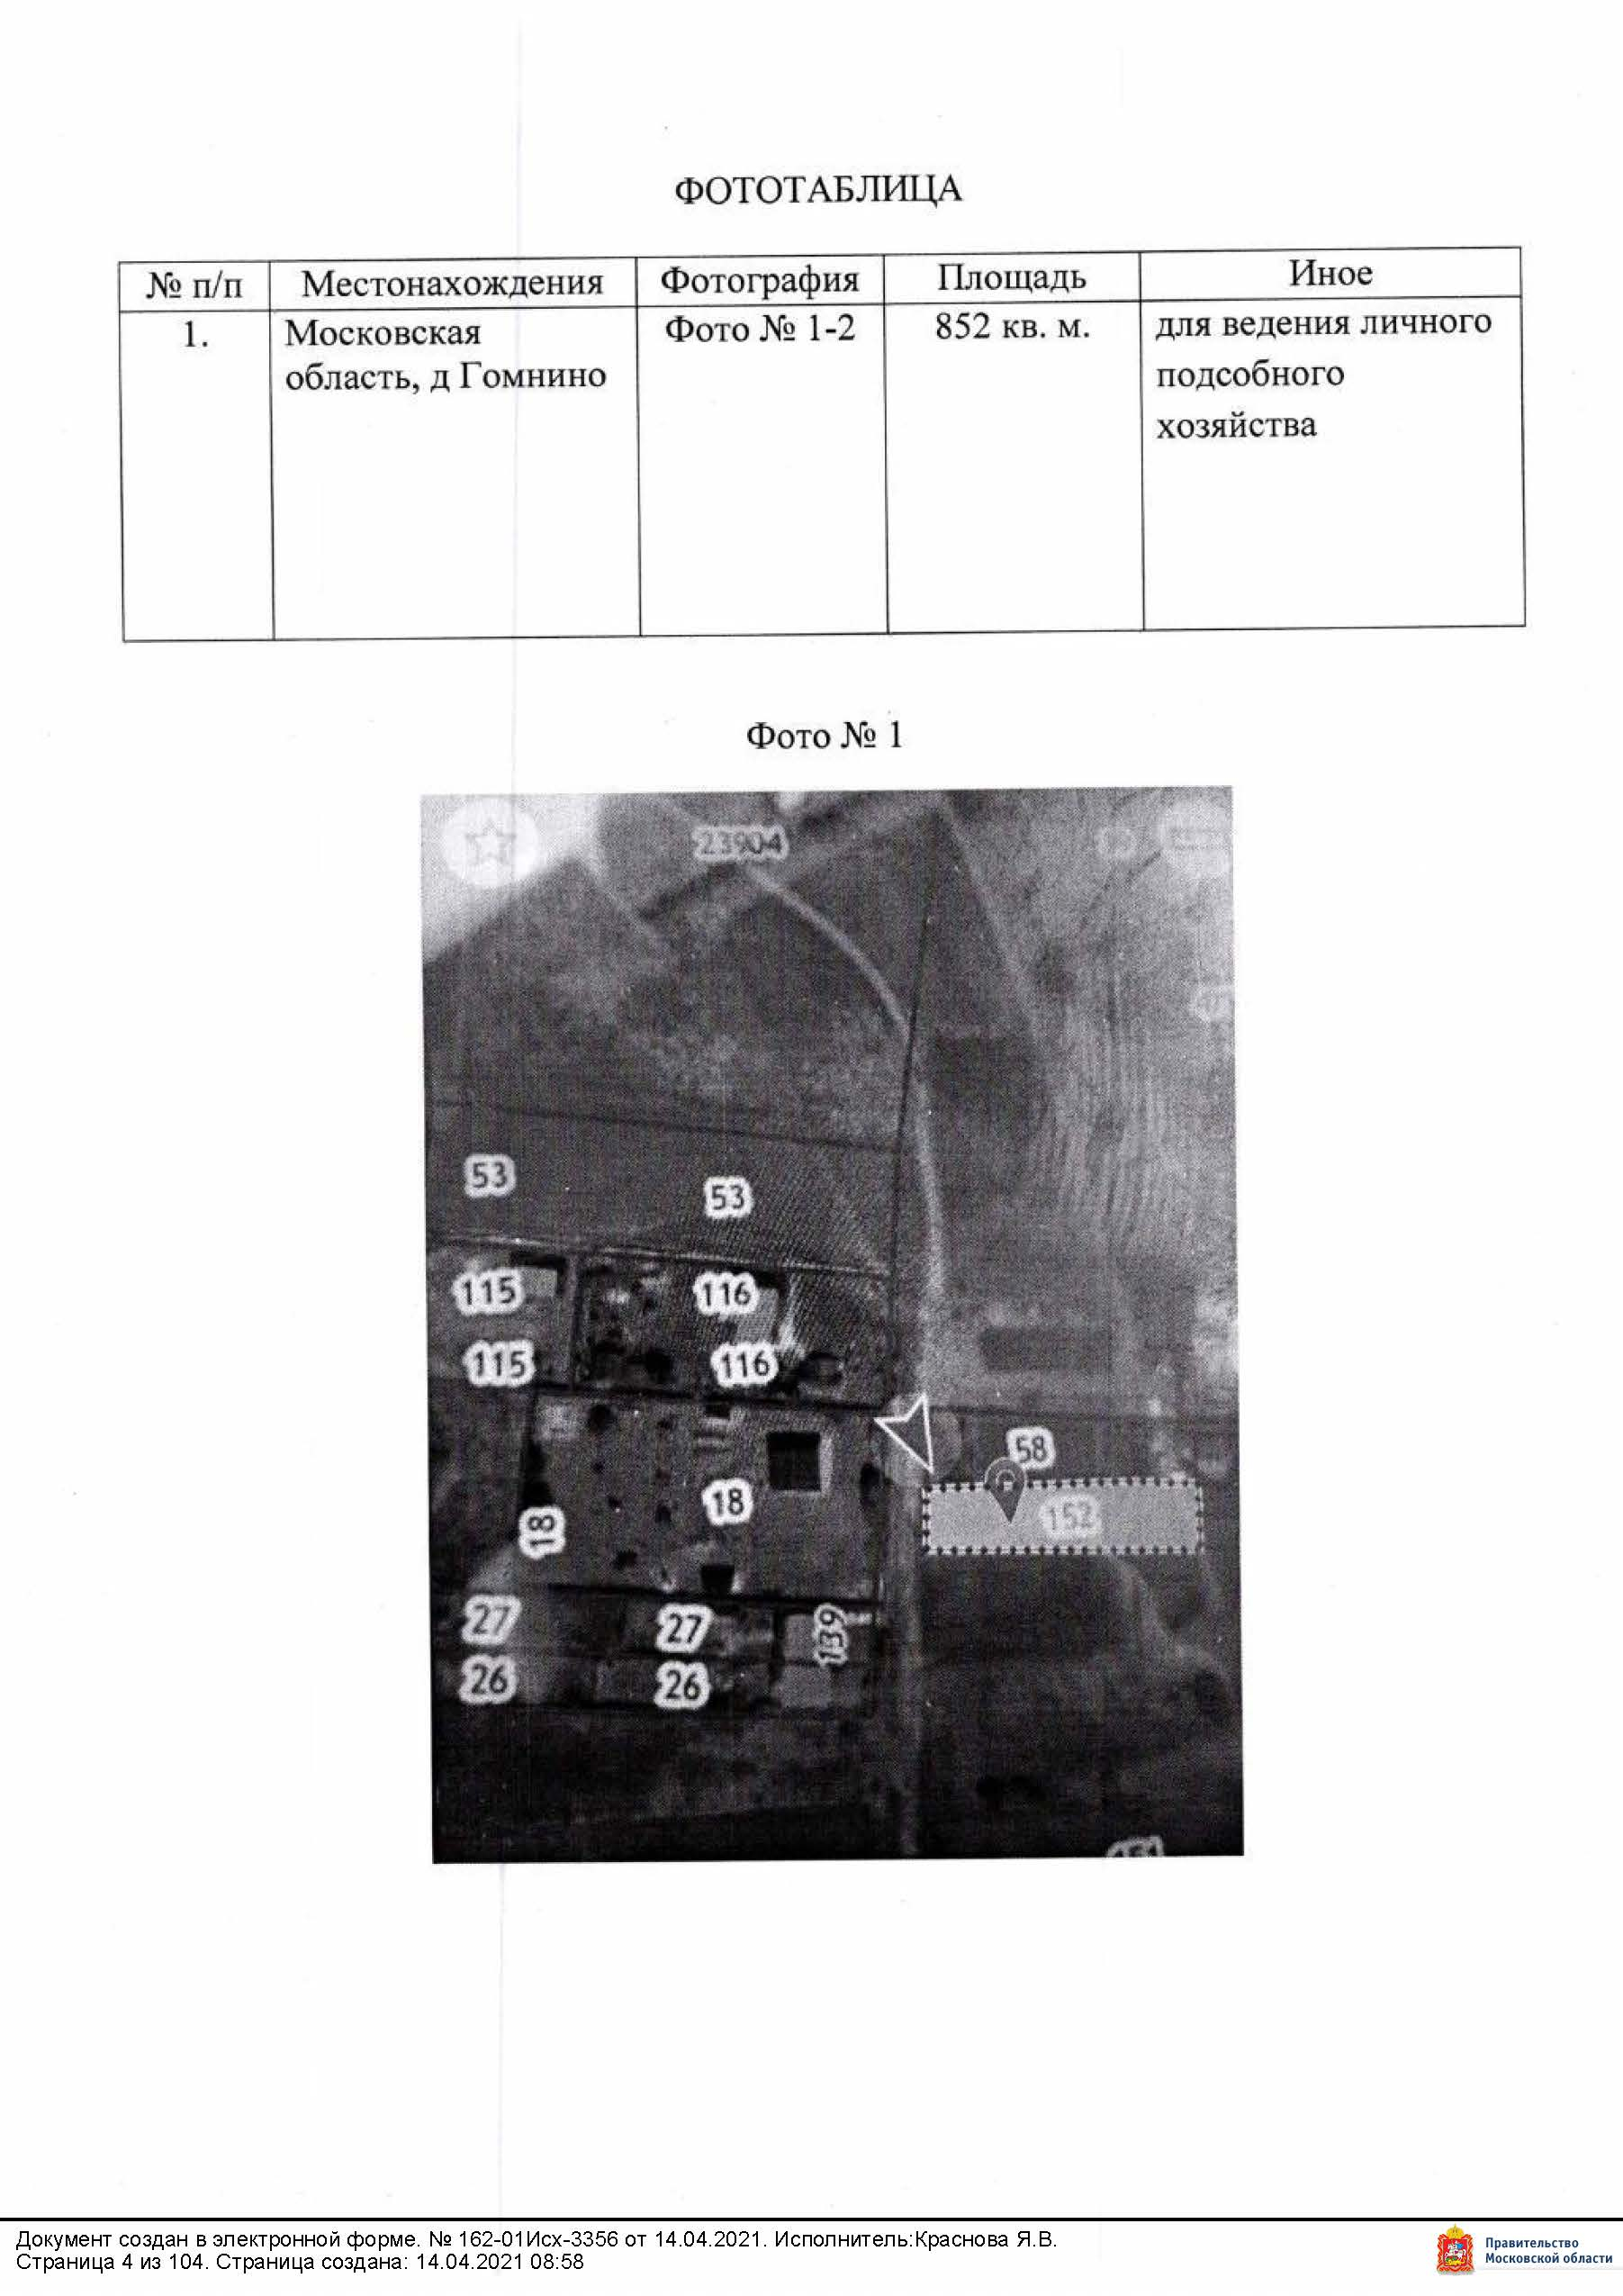 ФОТОТАБЛИЦА
№ п/п Местонахождения Фотография Площадь Иное
1. Московская область, д Гомнино Фото № 1-2 852 кв. м. для ведения личного подсобного хозяйства
Фото № 1
23904
53
53
115
116
115
116
58
18
152
18
27
27
139
26
26
Документ создан в электронной форме. № 162-01Исх-3356 от 14.04.2021. Исполнитель:Краснова Я.В.
Страница 4 из 104. Страница создана: 14.04.2021 08:58
Правительство
Московской области